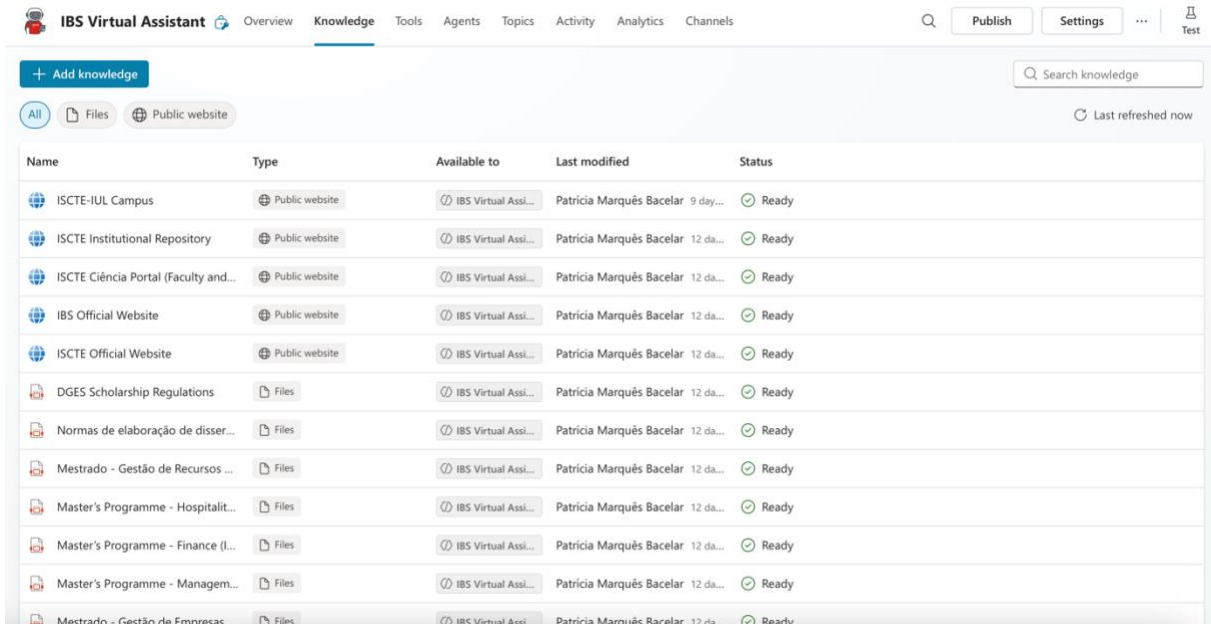 IBS Virtual Assistant Overview Knowledge Tools Agents Topics Activity Analytics Channels Publish Settings ... Test
+ Add knowledge Search knowledge
All Files Public website Last refreshed now
Name Type Available to Last modified Status
ISCTE-IUL Campus Public website IBS Virtual Assi... Patrícia Marquês Bacelar 9 day... Ready
ISCTE Institutional Repository Public website IBS Virtual Assi... Patrícia Marquês Bacelar 12 da... Ready
ISCTE Ciência Portal (Faculty and... Public website IBS Virtual Assi... Patrícia Marquês Bacelar 12 da... Ready
IBS Official Website Public website IBS Virtual Assi... Patrícia Marquês Bacelar 12 da... Ready
ISCTE Official Website Public website IBS Virtual Assi... Patrícia Marquês Bacelar 12 da... Ready
DGES Scholarship Regulations Files IBS Virtual Assi... Patrícia Marquês Bacelar 12 da... Ready
Normas de elaboração de disser... Files IBS Virtual Assi... Patrícia Marquês Bacelar 12 da... Ready
Mestrado - Gestão de Recursos ... Files IBS Virtual Assi... Patrícia Marquês Bacelar 12 da... Ready
Master's Programme - Hospitalit... Files IBS Virtual Assi... Patrícia Marquês Bacelar 12 da... Ready
Master's Programme - Finance (I... Files IBS Virtual Assi... Patrícia Marquês Bacelar 12 da... Ready
Master's Programme - Managem... Files IBS Virtual Assi... Patrícia Marquês Bacelar 12 da... Ready
Mestrado - Gestão de Empresas Files IBS Virtual Assi... Patrícia Marquês Bacelar 12 da... Ready